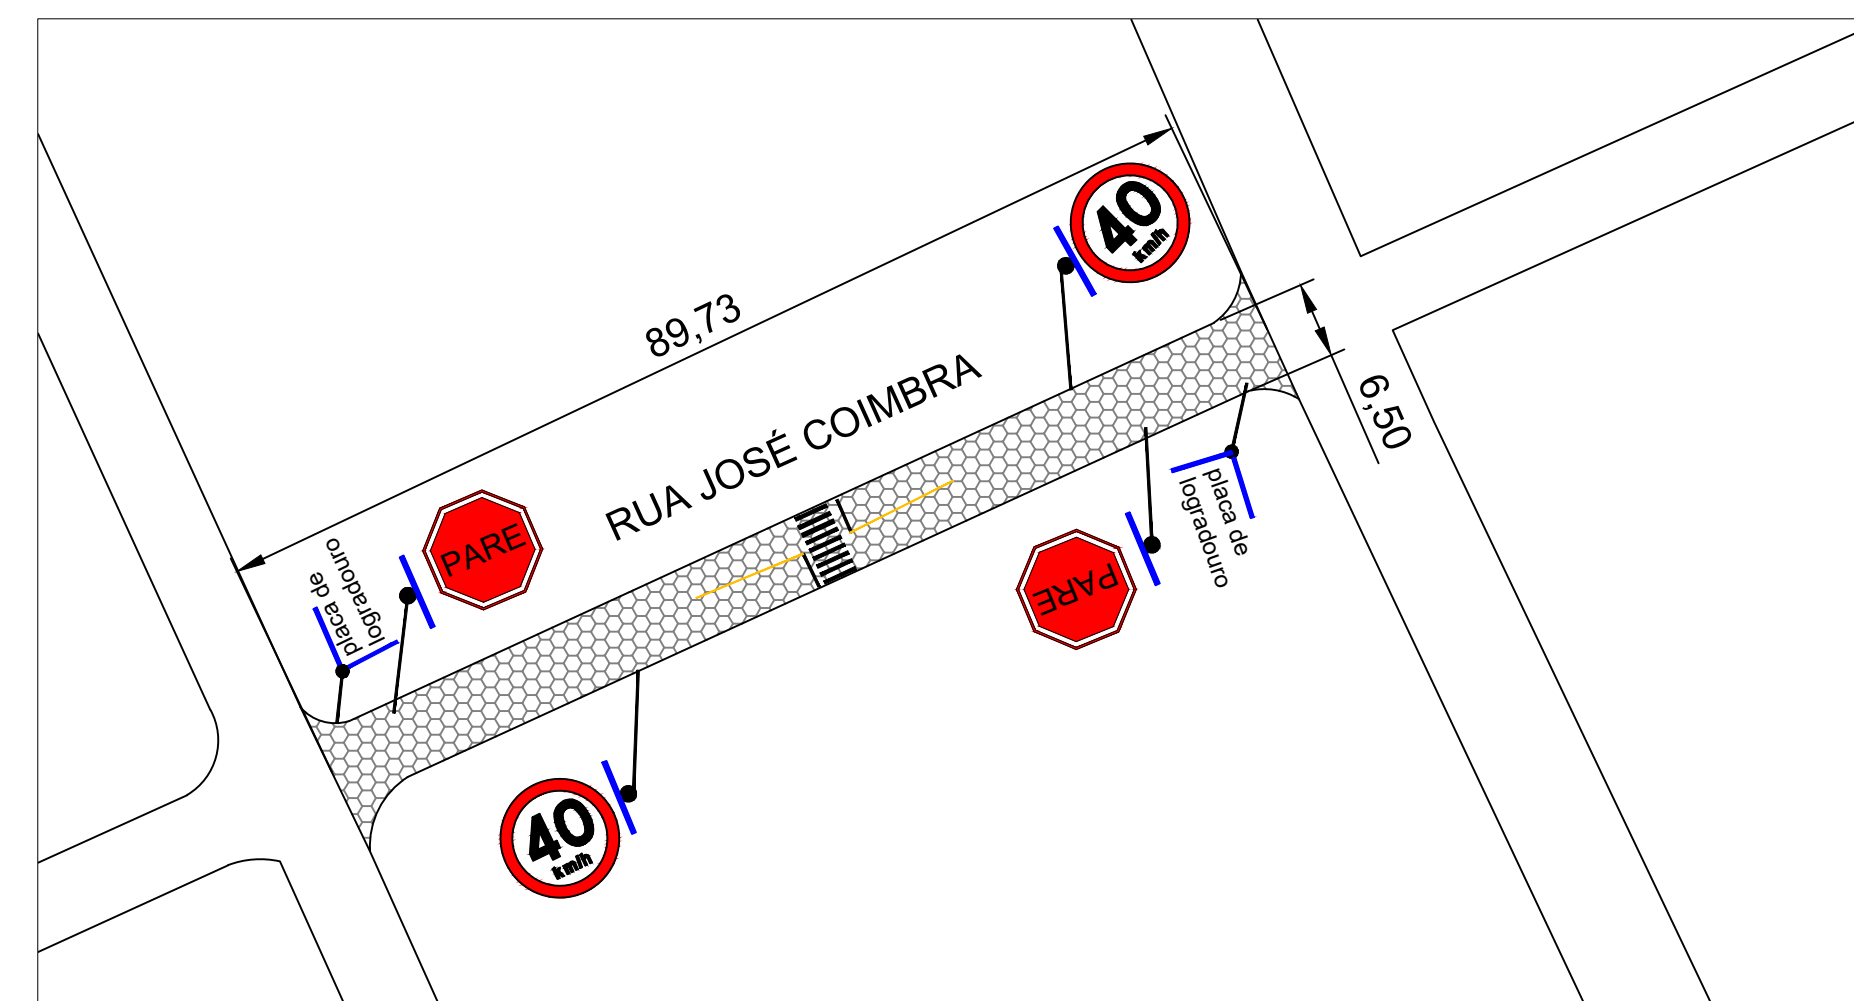 40
km/h
89,73
6,50
RUA JOSÉ COIMBRA
PARE
placa de
logradouro
placa de
logradouro
PARE
40
km/h